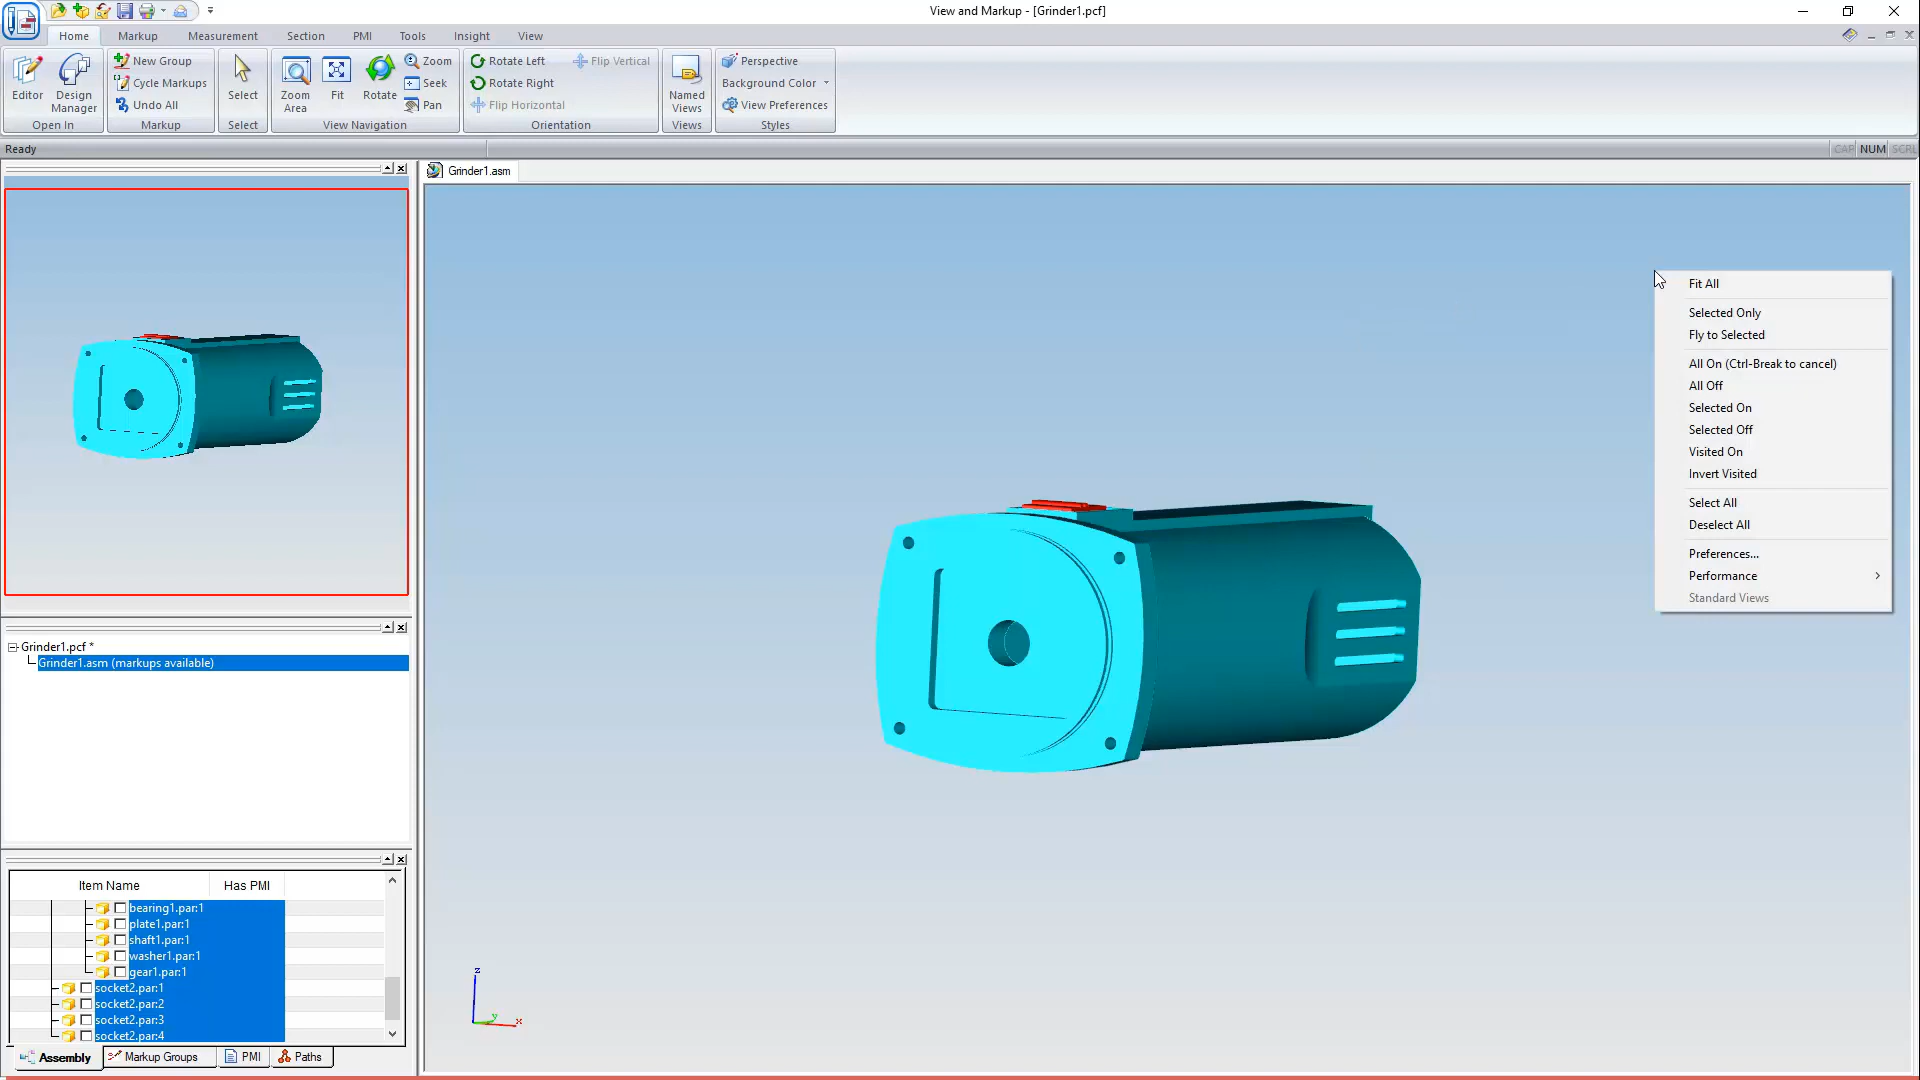 View and Markup - [Grinder1.pcf]
Home
Markup
Measurement
Section
PMI
Tools
Insight
View
Editor
Design Manager
Open In
New Group
Cycle Markups
Undo All
Markup
Select
Select
Zoom Area
Fit
Rotate
Zoom
Seek
Pan
View Navigation
Rotate Left
Rotate Right
Flip Horizontal
Flip Vertical
Orientation
Named Views
Views
Perspective
Background Color
View Preferences
Styles
Ready
CAP
NUM
SCRL
Grinder1.asm
Grinder1.pcf *
Grinder1.asm (markups available)
Item Name
Has PMI
bearing1.par:1
plate1.par:1
shaft1.par:1
washer1.par:1
gear1.par:1
socket2.par:1
socket2.par:2
socket2.par:3
socket2.par:4
Assembly
Markup Groups
PMI
Paths
z
y
x
Fit All
Selected Only
Fly to Selected
All On (Ctrl-Break to cancel)
All Off
Selected On
Selected Off
Visited On
Invert Visited
Select All
Deselect All
Preferences...
Performance
Standard Views